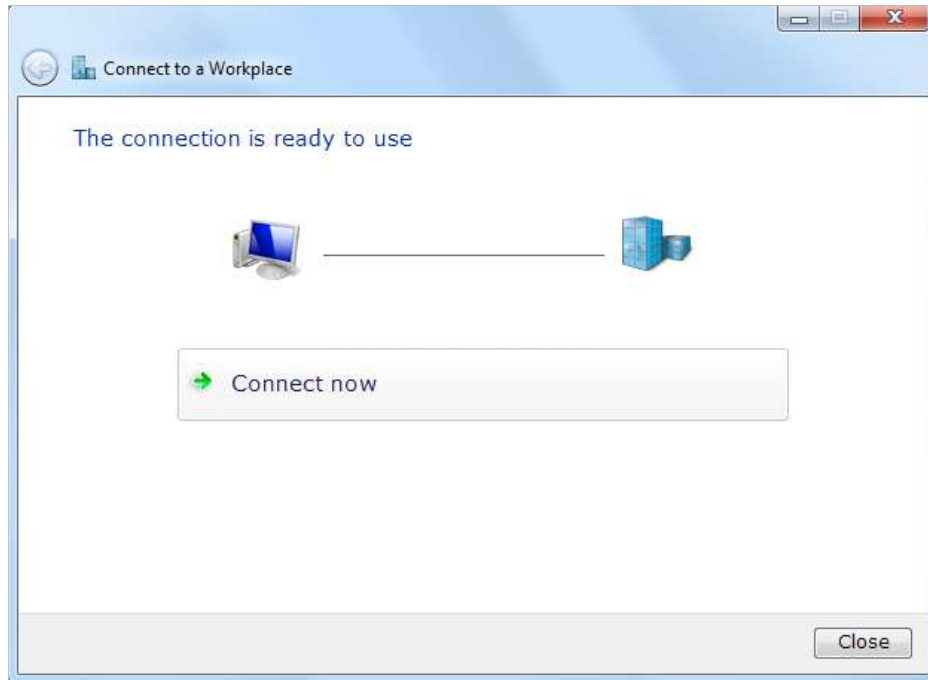 Connect to a Workplace
The connection is ready to use
Connect now
Close